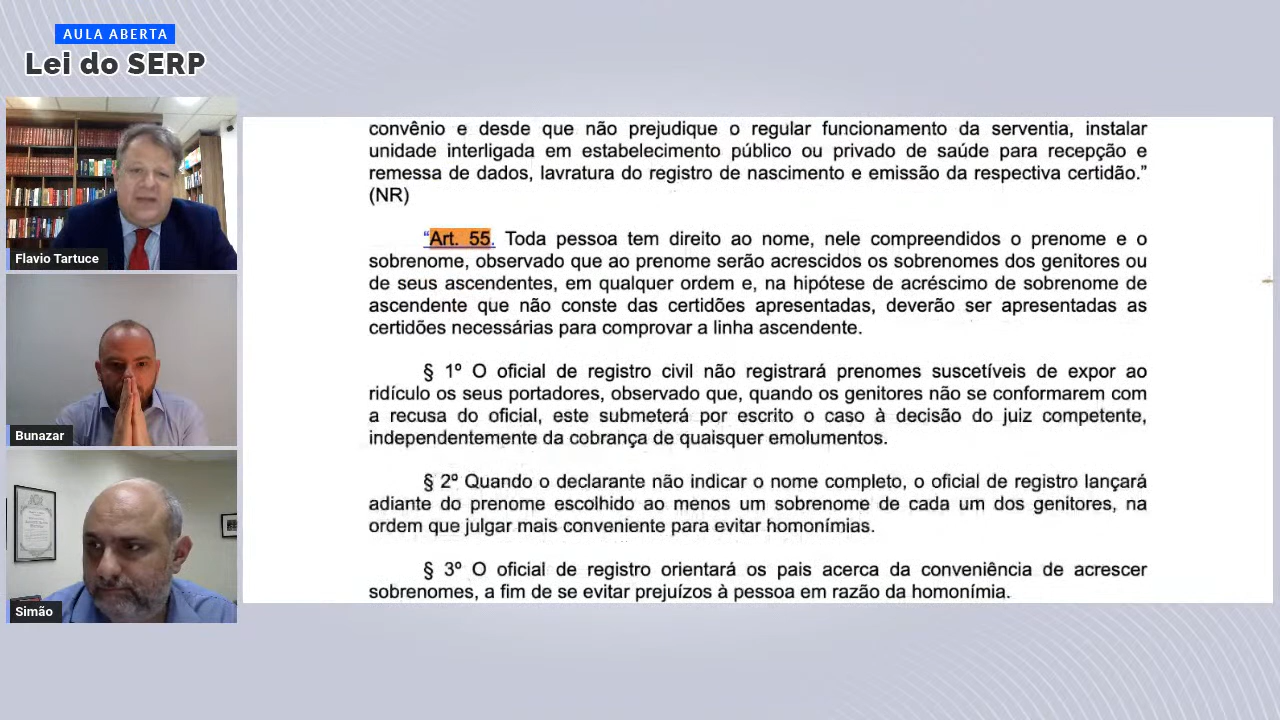 AULA ABERTA
Lei do SERP
Flavio Tartuce
Bunazar
Simão
convênio e desde que não prejudique o regular funcionamento da serventia, instalar
unidade interligada em estabelecimento público ou privado de saúde para recepção e
remessa de dados, lavratura do registro de nascimento e emissão da respectiva certidão.”
(NR)
“Art. 55. Toda pessoa tem direito ao nome, nele compreendidos o prenome e o
sobrenome, observado que ao prenome serão acrescidos os sobrenomes dos genitores ou
de seus ascendentes, em qualquer ordem e, na hipótese de acréscimo de sobrenome de
ascendente que não conste das certidões apresentadas, deverão ser apresentadas as
certidões necessárias para comprovar a linha ascendente.
§ 1º O oficial de registro civil não registrará prenomes suscetíveis de expor ao
ridículo os seus portadores, observado que, quando os genitores não se conformarem com
a recusa do oficial, este submeterá por escrito o caso à decisão do juiz competente,
independentemente da cobrança de quaisquer emolumentos.
§ 2º Quando o declarante não indicar o nome completo, o oficial de registro lançará
adiante do prenome escolhido ao menos um sobrenome de cada um dos genitores, na
ordem que julgar mais conveniente para evitar homonímias.
§ 3º O oficial de registro orientará os pais acerca da conveniência de acrescer
sobrenomes, a fim de se evitar prejuízos à pessoa em razão da homonímia.